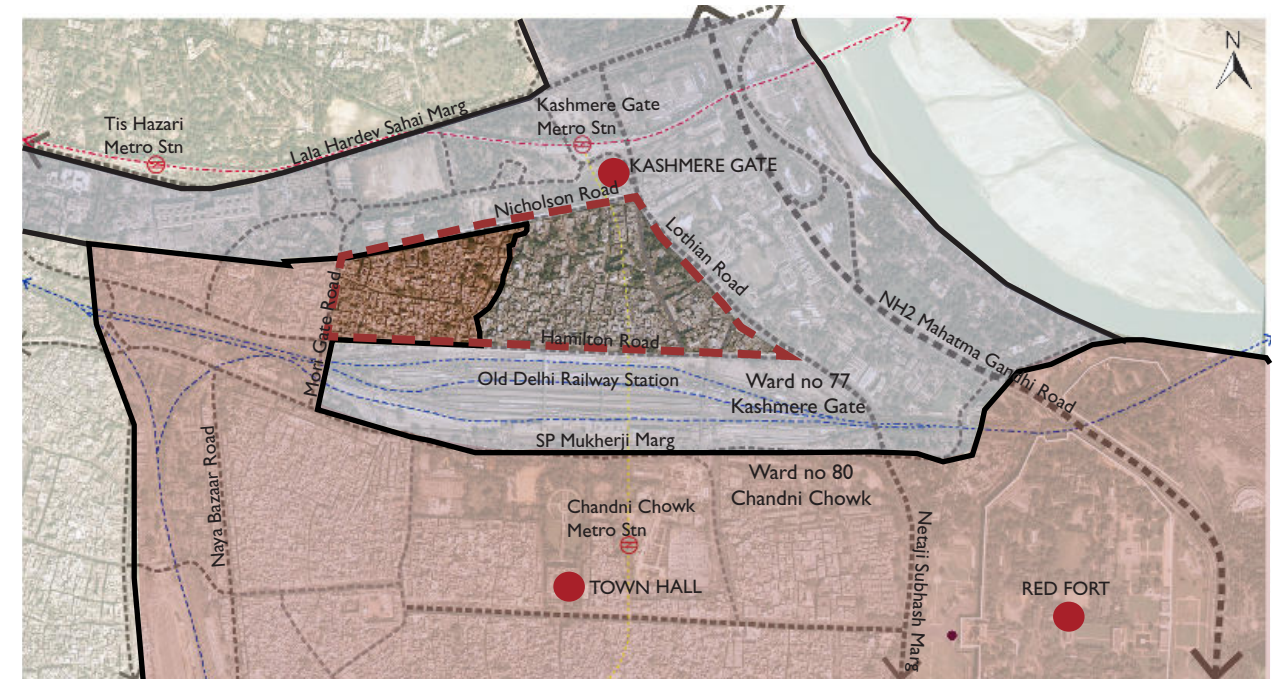 N
Tis Hazari
Metro Stn
Lala Hardev Sahai Marg
Kashmere Gate
Metro Stn
KASHMERE GATE
Nicholson Road
Lothian Road
Mori Gate Road
Hamilton Road
NH2 Mahatma Gandhi Road
Old Delhi Railway Station
Ward no 77
Kashmere Gate
SP Mukherji Marg
Ward no 80
Chandni Chowk
Naya Bazaar Road
Chandni Chowk
Metro Stn
Netaji Subhash Marg
TOWN HALL
RED FORT